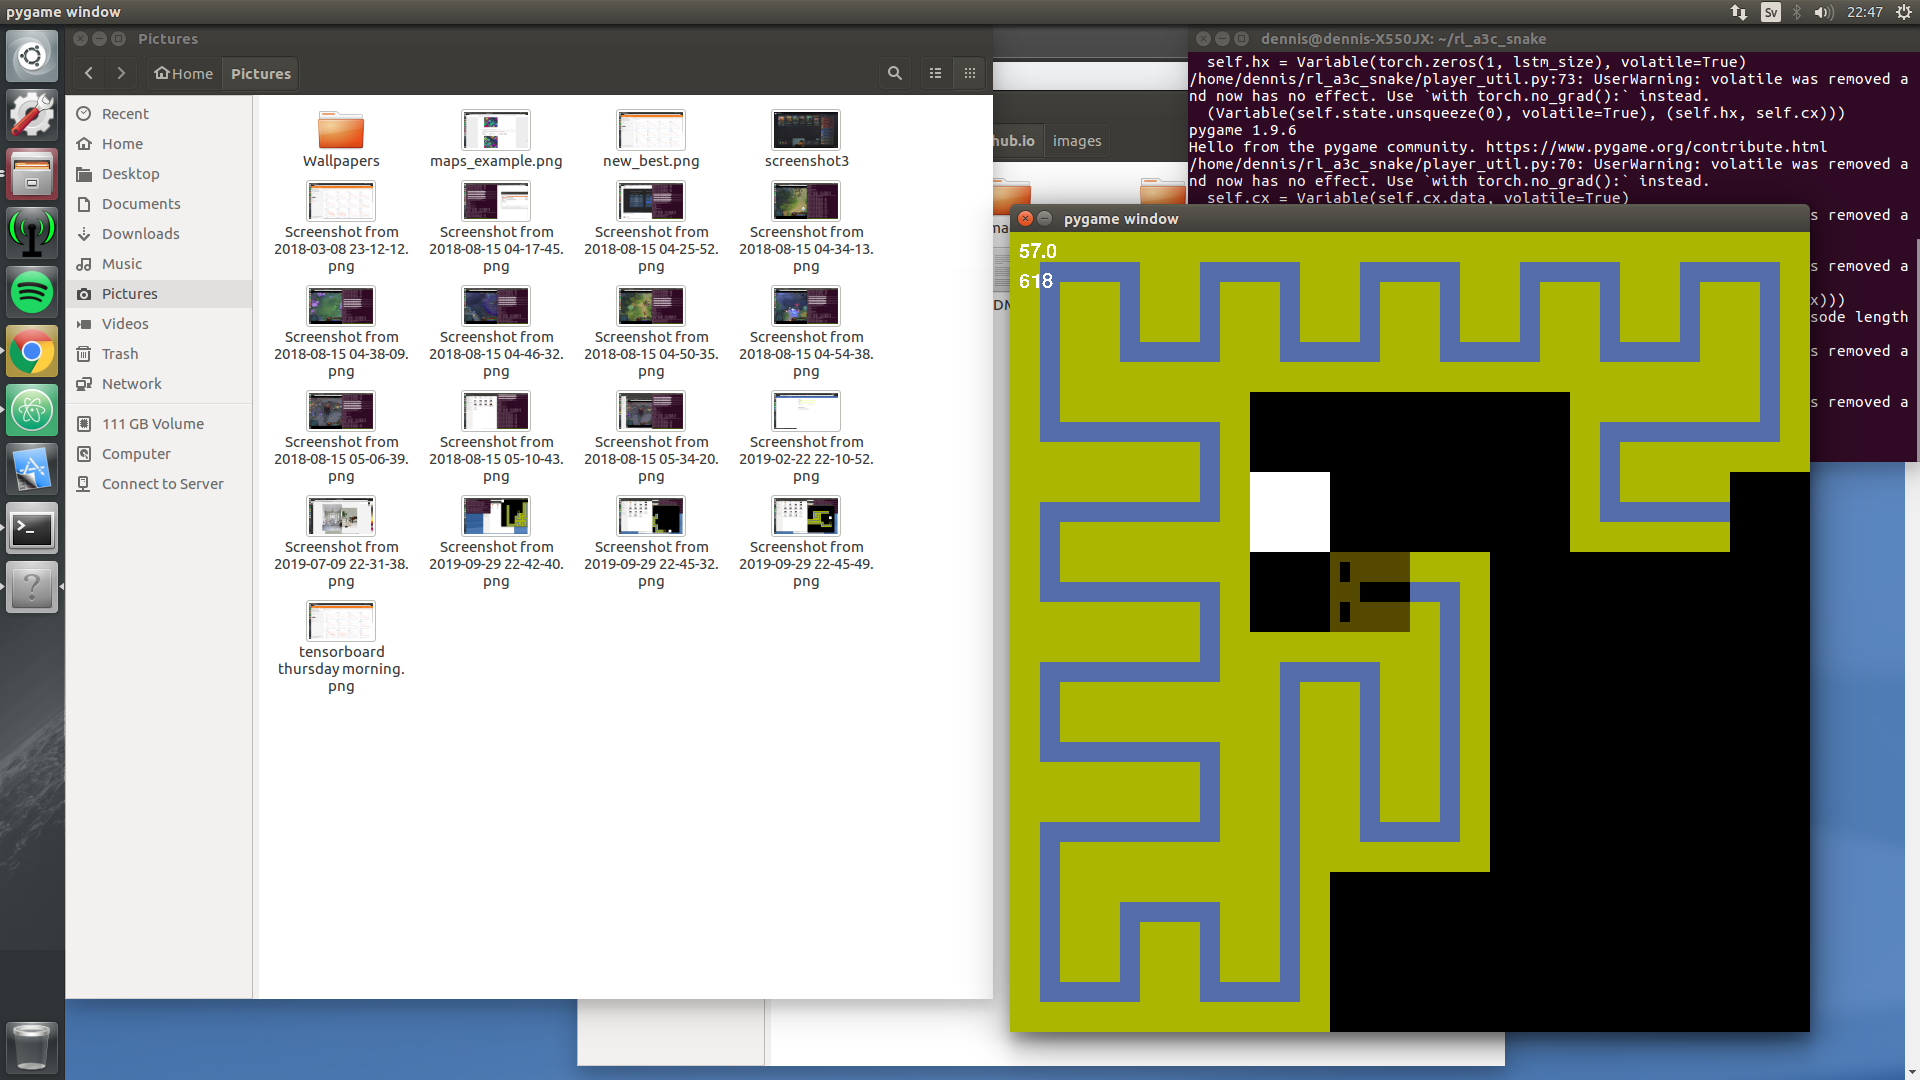 pygame window
Sv
22:47
Pictures
Home
Pictures
Recent
Home
Desktop
Documents
Downloads
Music
Pictures
Videos
Trash
Network
111 GB Volume
Computer
Connect to Server
Wallpapers
maps_example.png
new_best.png
screenshot3
Screenshot from
2018-03-08 23-12-12.
png
Screenshot from
2018-08-15 04-17-45.
png
Screenshot from
2018-08-15 04-25-52.
png
Screenshot from
2018-08-15 04-34-13.
png
Screenshot from
2018-08-15 04-38-09.
png
Screenshot from
2018-08-15 04-46-32.
png
Screenshot from
2018-08-15 04-50-35.
png
Screenshot from
2018-08-15 04-54-38.
png
Screenshot from
2018-08-15 05-06-39.
png
Screenshot from
2018-08-15 05-10-43.
png
Screenshot from
2018-08-15 05-34-20.
png
Screenshot from
2019-02-22 22-10-52.
png
Screenshot from
2019-07-09 22-31-38.
png
Screenshot from
2019-09-29 22-42-40.
png
Screenshot from
2019-09-29 22-45-32.
png
Screenshot from
2019-09-29 22-45-49.
png
tensorboard
thursday morning.
png
hub.io
images
dennis@dennis-X550JX: ~/rl_a3c_snake
self.hx = Variable(torch.zeros(1, lstm_size), volatile=True)
/home/dennis/rl_a3c_snake/player_util.py:73: UserWarning: volatile was removed a
nd now has no effect. Use `with torch.no_grad():` instead.
(Variable(self.state.unsqueeze(0), volatile=True), (self.hx, self.cx)))
pygame 1.9.6
Hello from the pygame community. https://www.pygame.org/contribute.html
/home/dennis/rl_a3c_snake/player_util.py:70: UserWarning: volatile was removed a
nd now has no effect. Use `with torch.no_grad():` instead.
self.cx = Variable(self.cx.data, volatile=True)
s removed a
s removed a
x)))
sode length
s removed a
s removed a
pygame window
57.0
618